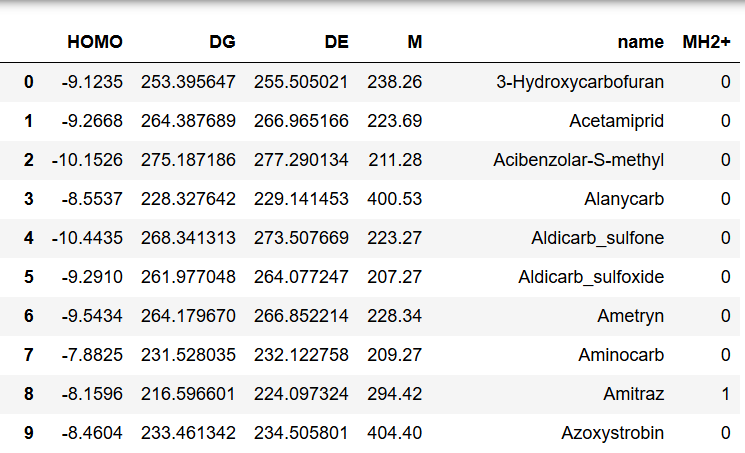 HOMO DG DE M name MH2+
0 -9.1235 253.395647 255.505021 238.26 3-Hydroxycarbofuran 0
1 -9.2668 264.387689 266.965166 223.69 Acetamiprid 0
2 -10.1526 275.187186 277.290134 211.28 Acibenzolar-S-methyl 0
3 -8.5537 228.327642 229.141453 400.53 Alanycarb 0
4 -10.4435 268.341313 273.507669 223.27 Aldicarb_sulfone 0
5 -9.2910 261.977048 264.077247 207.27 Aldicarb_sulfoxide 0
6 -9.5434 264.179670 266.852214 228.34 Ametryn 0
7 -7.8825 231.528035 232.122758 209.27 Aminocarb 0
8 -8.1596 216.596601 224.097324 294.42 Amitraz 1
9 -8.4604 233.461342 234.505801 404.40 Azoxystrobin 0